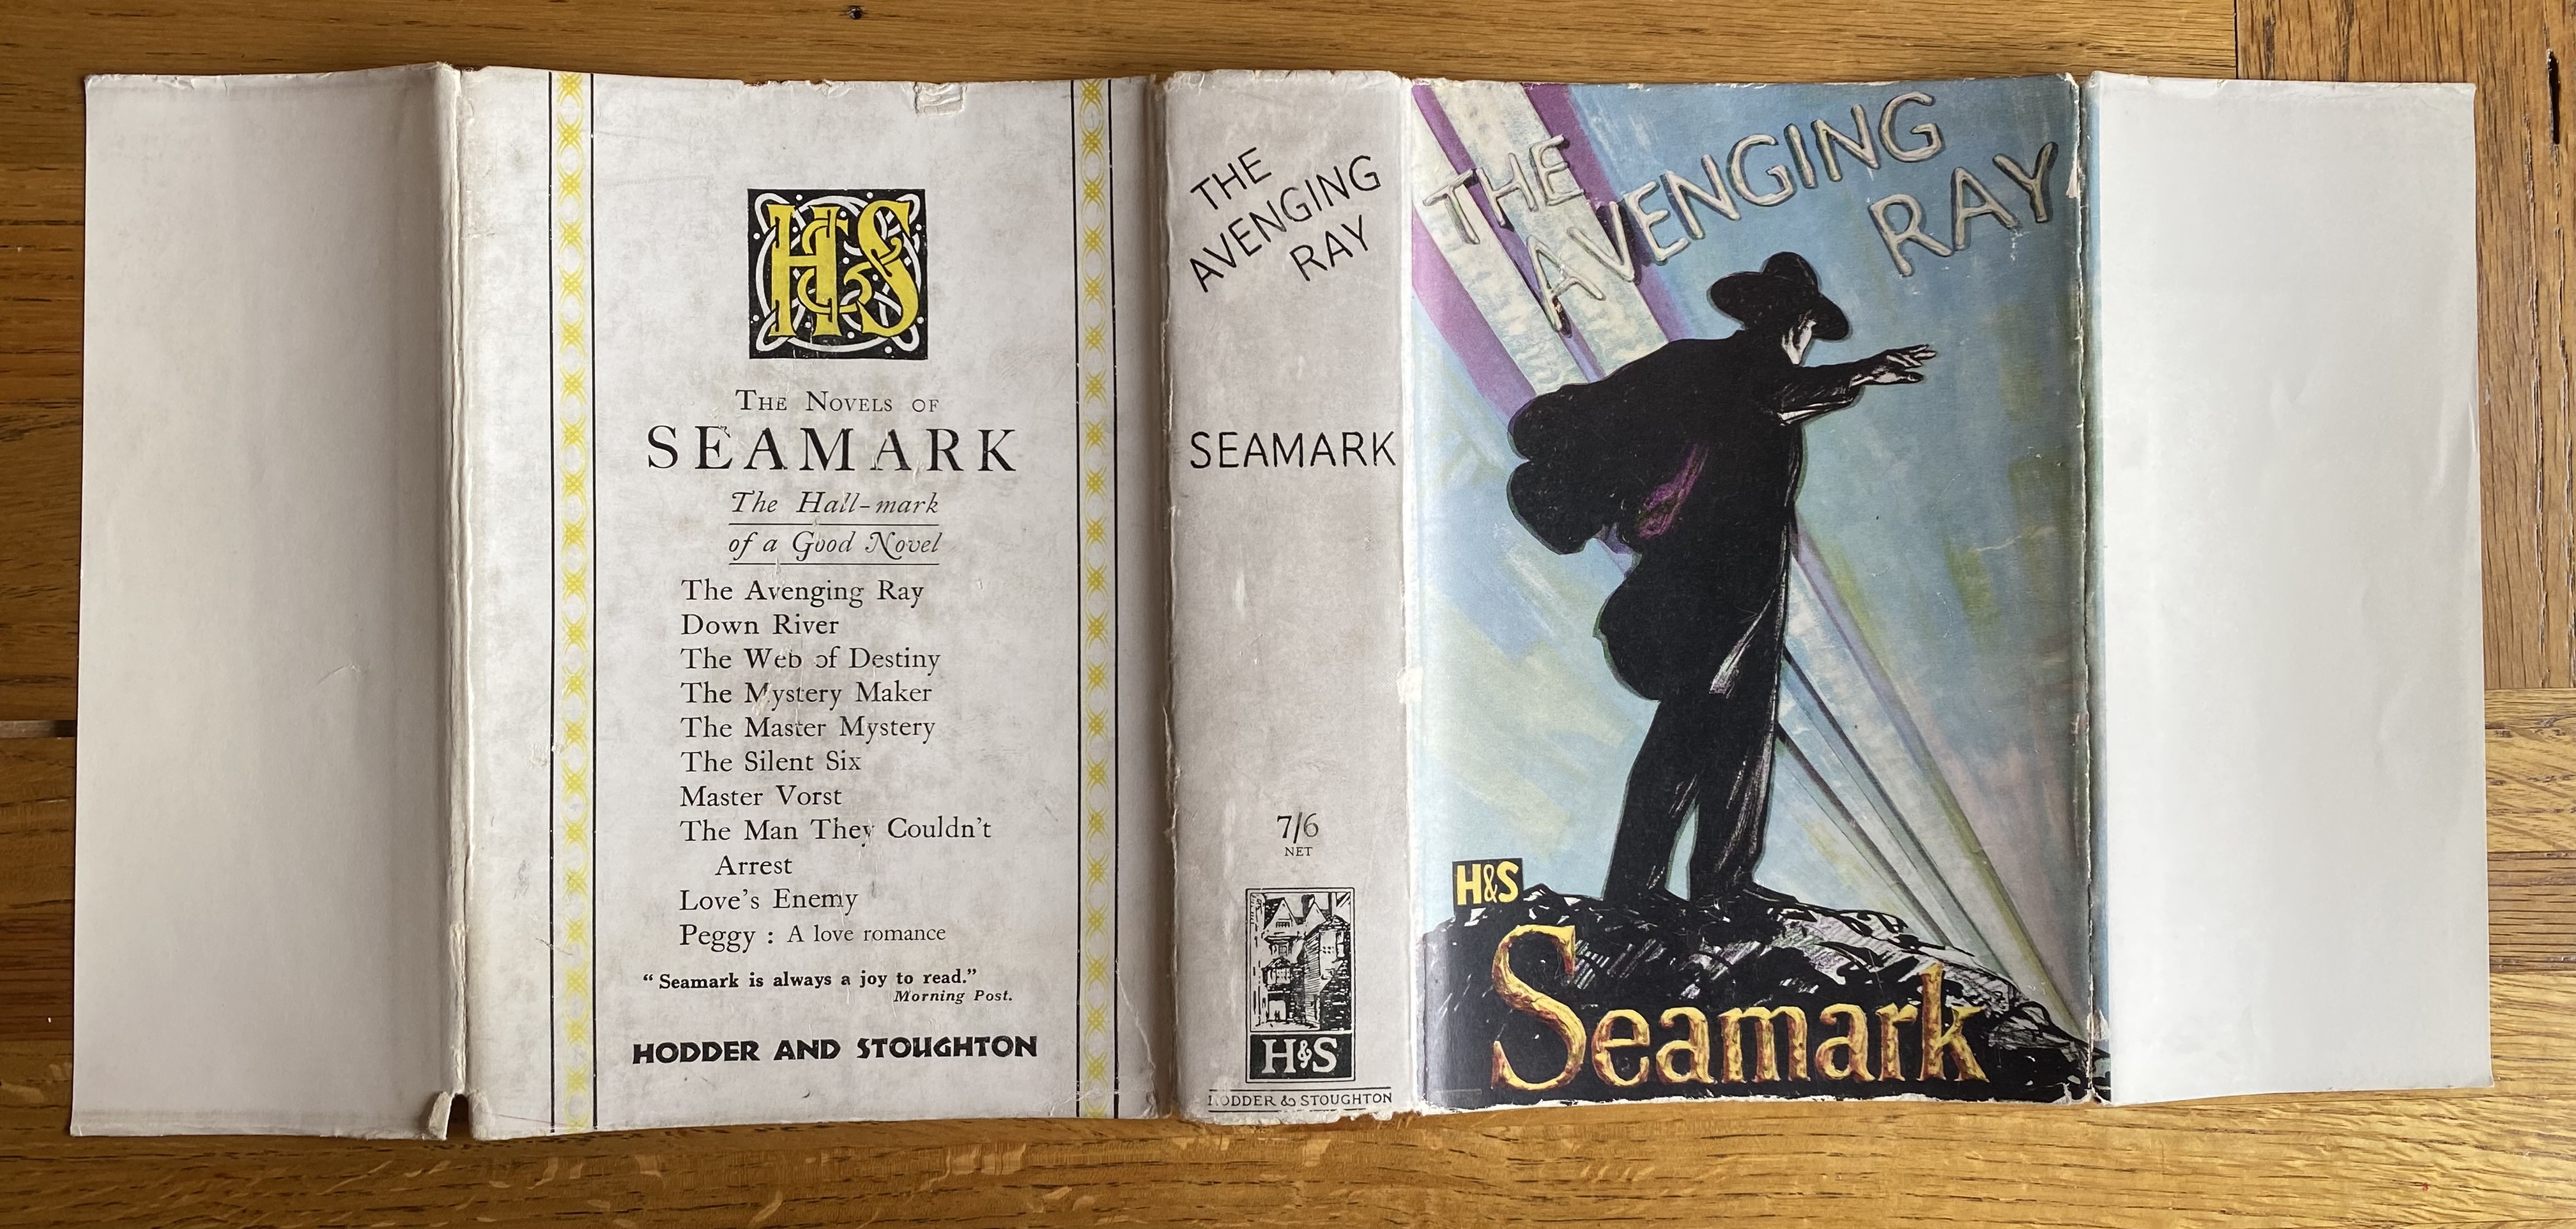 HS
The Novels of
SEAMARK
The Hall-mark
of a Good Novel
The Avenging Ray
Down River
The Web of Destiny
The Mystery Maker
The Master Mystery
The Silent Six
Master Vorst
The Man They Couldn't
Arrest
Love's Enemy
Peggy : A love romance
“Seamark is always a joy to read.”
Morning Post.
HODDER AND STOUGHTON
THE
AVENGING
RAY
SEAMARK
7/6
NET
H&S
HODDER & STOUGHTON
THE
AVENGING
RAY
H&S
Seamark